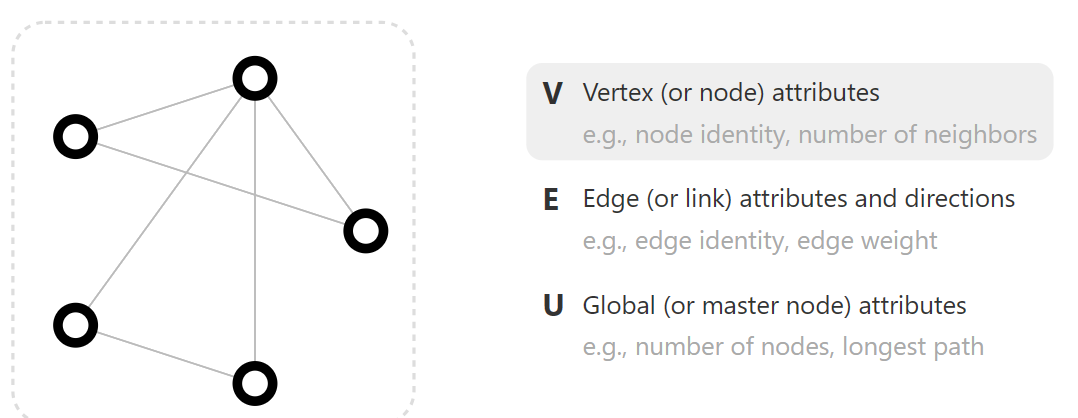 V Vertex (or node) attributes
e.g., node identity, number of neighbors
E Edge (or link) attributes and directions
e.g., edge identity, edge weight
U Global (or master node) attributes
e.g., number of nodes, longest path